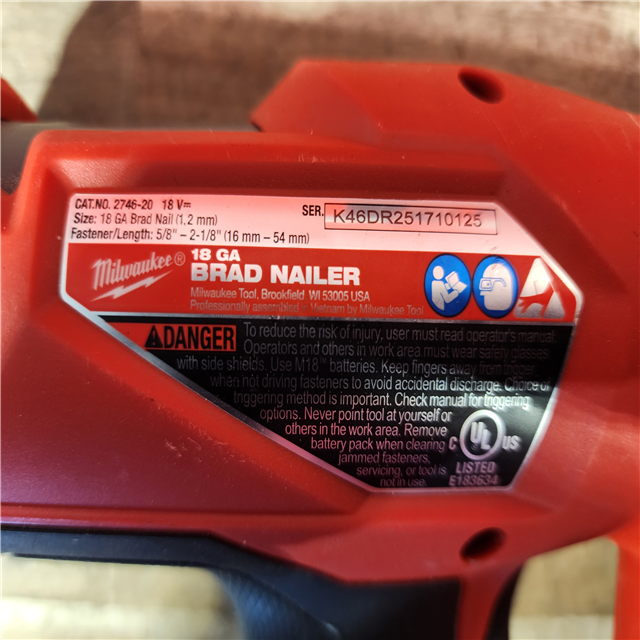 CAT.NO. 2746-20 18 V⎓
SER. K46DR251710125
Size: 18 GA Brad Nail (1.2 mm)
Fastener/Length: 5/8" – 2-1/8" (16 mm – 54 mm)
Milwaukee®
18 GA
BRAD NAILER
Milwaukee Tool, Brookfield WI 53005 USA
Professionally assembled in Vietnam by Milwaukee Tool
DANGER To reduce the risk of injury, user must read operator's manual.
Operators and others in work area must wear safety glasses
with side shields. Use M18™ batteries. Keep fingers away from trigger
when not driving fasteners to avoid accidental discharge. Choice of
triggering method is important. Check manual for triggering
options. Never point tool at yourself or
others in the work area. Remove
battery pack when clearing
jammed fasteners,
servicing, or tool is
not in use.
C UL US
LISTED
E183634